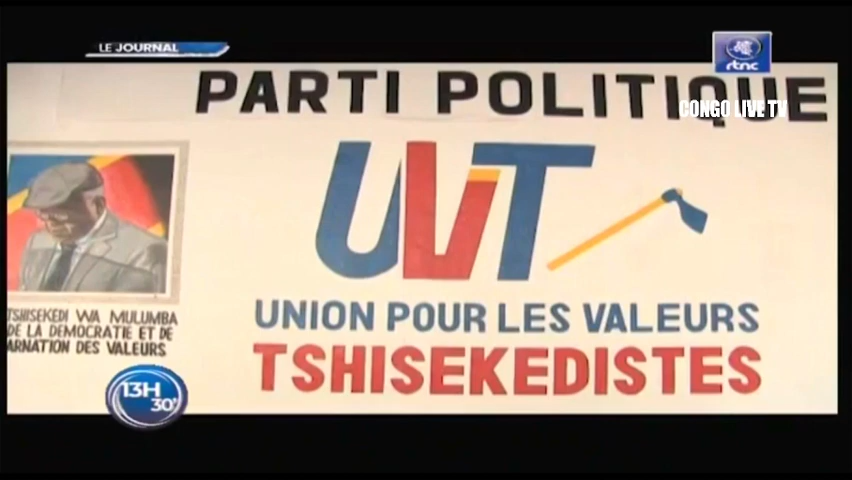 LE JOURNAL
rtnc
PARTI POLITIQUE
CONGO LIVE TV
UVT
UNION POUR LES VALEURS
TSHISEKEDISTES
TSHISEKEDI WA MULUMBA
DE LA DEMOCRATIE ET DE
ARNATION DES VALEURS
13H
30'